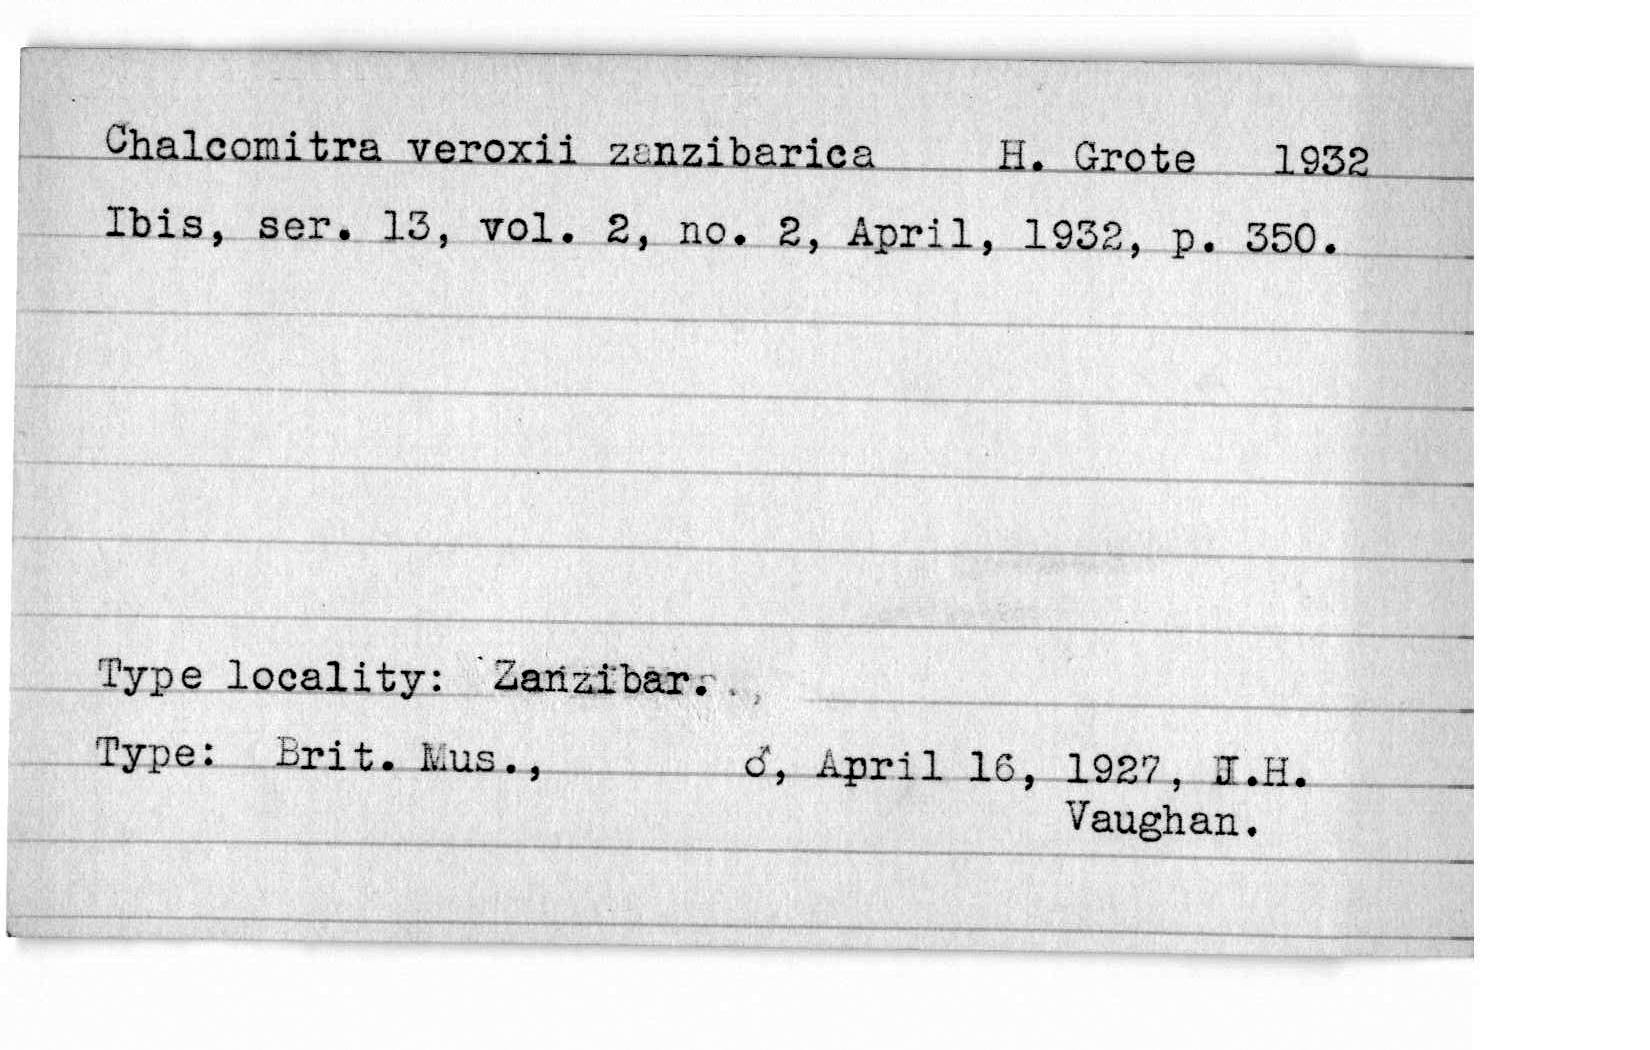 Chalcomitra veroxii zanzibarica H. Grote 1932
Ibis, ser. 13, vol. 2, no. 2, April, 1932, p. 350.
Type locality: Zanzibar.
Type: Brit. Mus., ♂, April 16, 1927, J.H.
Vaughan.